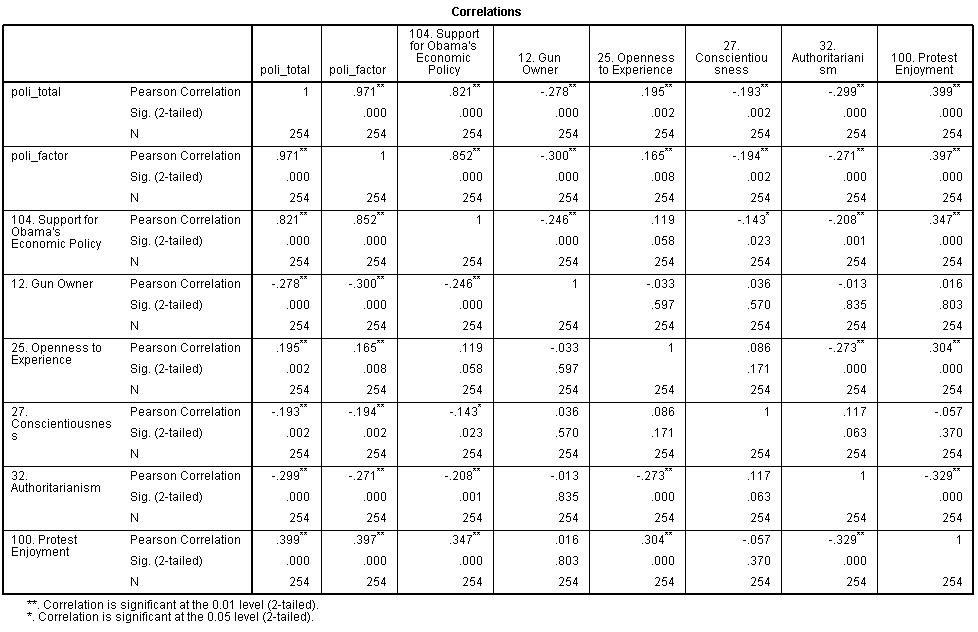 Correlations
poli_total poli_factor 104. Support for Obama's Economic Policy 12. Gun Owner 25. Openness to Experience 27. Conscientiou sness 32. Authoritariani sm 100. Protest Enjoyment
poli_total Pearson Correlation 1 .971** .821** -.278** .195** -.193** -.299** .399**
Sig. (2-tailed) .000 .000 .000 .002 .002 .000 .000
N 254 254 254 254 254 254 254 254
poli_factor Pearson Correlation .971** 1 .852** -.300** .165** -.194** -.271** .397**
Sig. (2-tailed) .000 .000 .000 .008 .002 .000 .000
N 254 254 254 254 254 254 254 254
104. Support for Obama's Economic Policy Pearson Correlation .821** .852** 1 -.246** .119 -.143* -.208** .347**
Sig. (2-tailed) .000 .000 .000 .058 .023 .001 .000
N 254 254 254 254 254 254 254 254
12. Gun Owner Pearson Correlation -.278** -.300** -.246** 1 -.033 .036 -.013 .016
Sig. (2-tailed) .000 .000 .000 .597 .570 .835 .803
N 254 254 254 254 254 254 254 254
25. Openness to Experience Pearson Correlation .195** .165** .119 -.033 1 .086 -.273** .304**
Sig. (2-tailed) .002 .008 .058 .597 .171 .000 .000
N 254 254 254 254 254 254 254 254
27. Conscientiousnes s Pearson Correlation -.193** -.194** -.143* .036 .086 1 .117 -.057
Sig. (2-tailed) .002 .002 .023 .570 .171 .063 .370
N 254 254 254 254 254 254 254 254
32. Authoritarianism Pearson Correlation -.299** -.271** -.208** -.013 -.273** .117 1 -.329**
Sig. (2-tailed) .000 .000 .001 .835 .000 .063 .000
N 254 254 254 254 254 254 254 254
100. Protest Enjoyment Pearson Correlation .399** .397** .347** .016 .304** -.057 -.329** 1
Sig. (2-tailed) .000 .000 .000 .803 .000 .370 .000
N 254 254 254 254 254 254 254 254
**. Correlation is significant at the 0.01 level (2-tailed).
*. Correlation is significant at the 0.05 level (2-tailed).